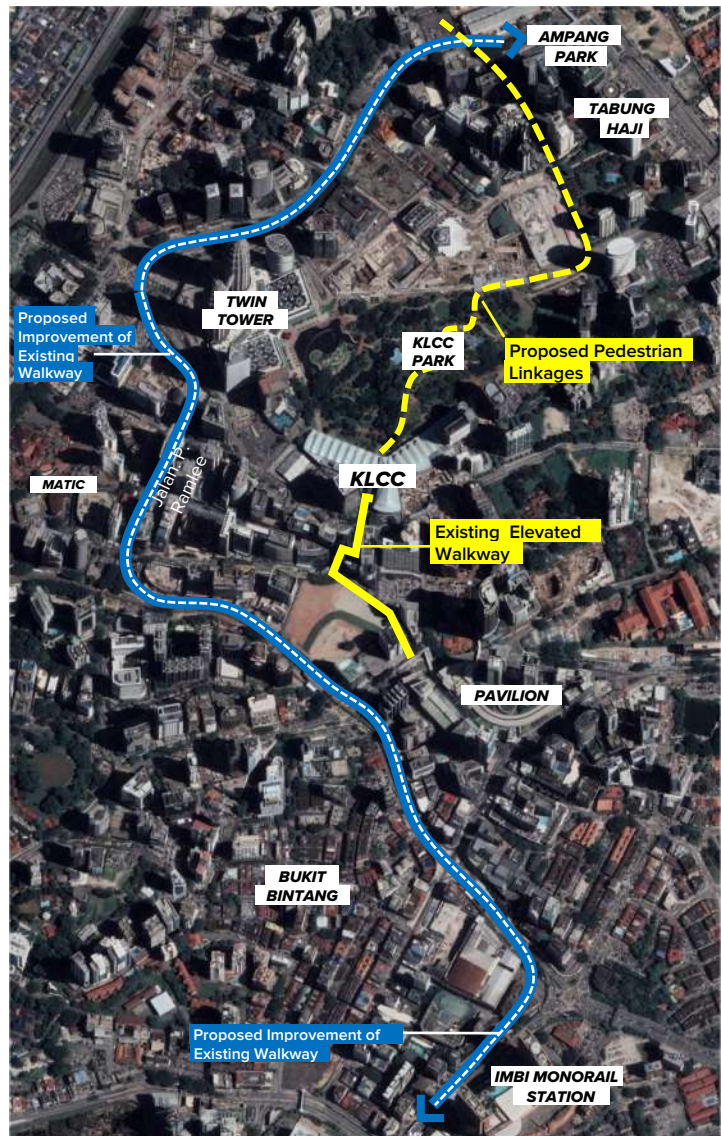 AMPANG
PARK
TABUNG
HAJI
TWIN
TOWER
Proposed
Improvement of
Existing
Walkway
KLCC
PARK
Proposed Pedestrian
Linkages
MATIC
Jalan. P.
Ramlee
KLCC
Existing Elevated
Walkway
PAVILION
BUKIT
BINTANG
Proposed Improvement of
Existing Walkway
IMBI MONORAIL
STATION